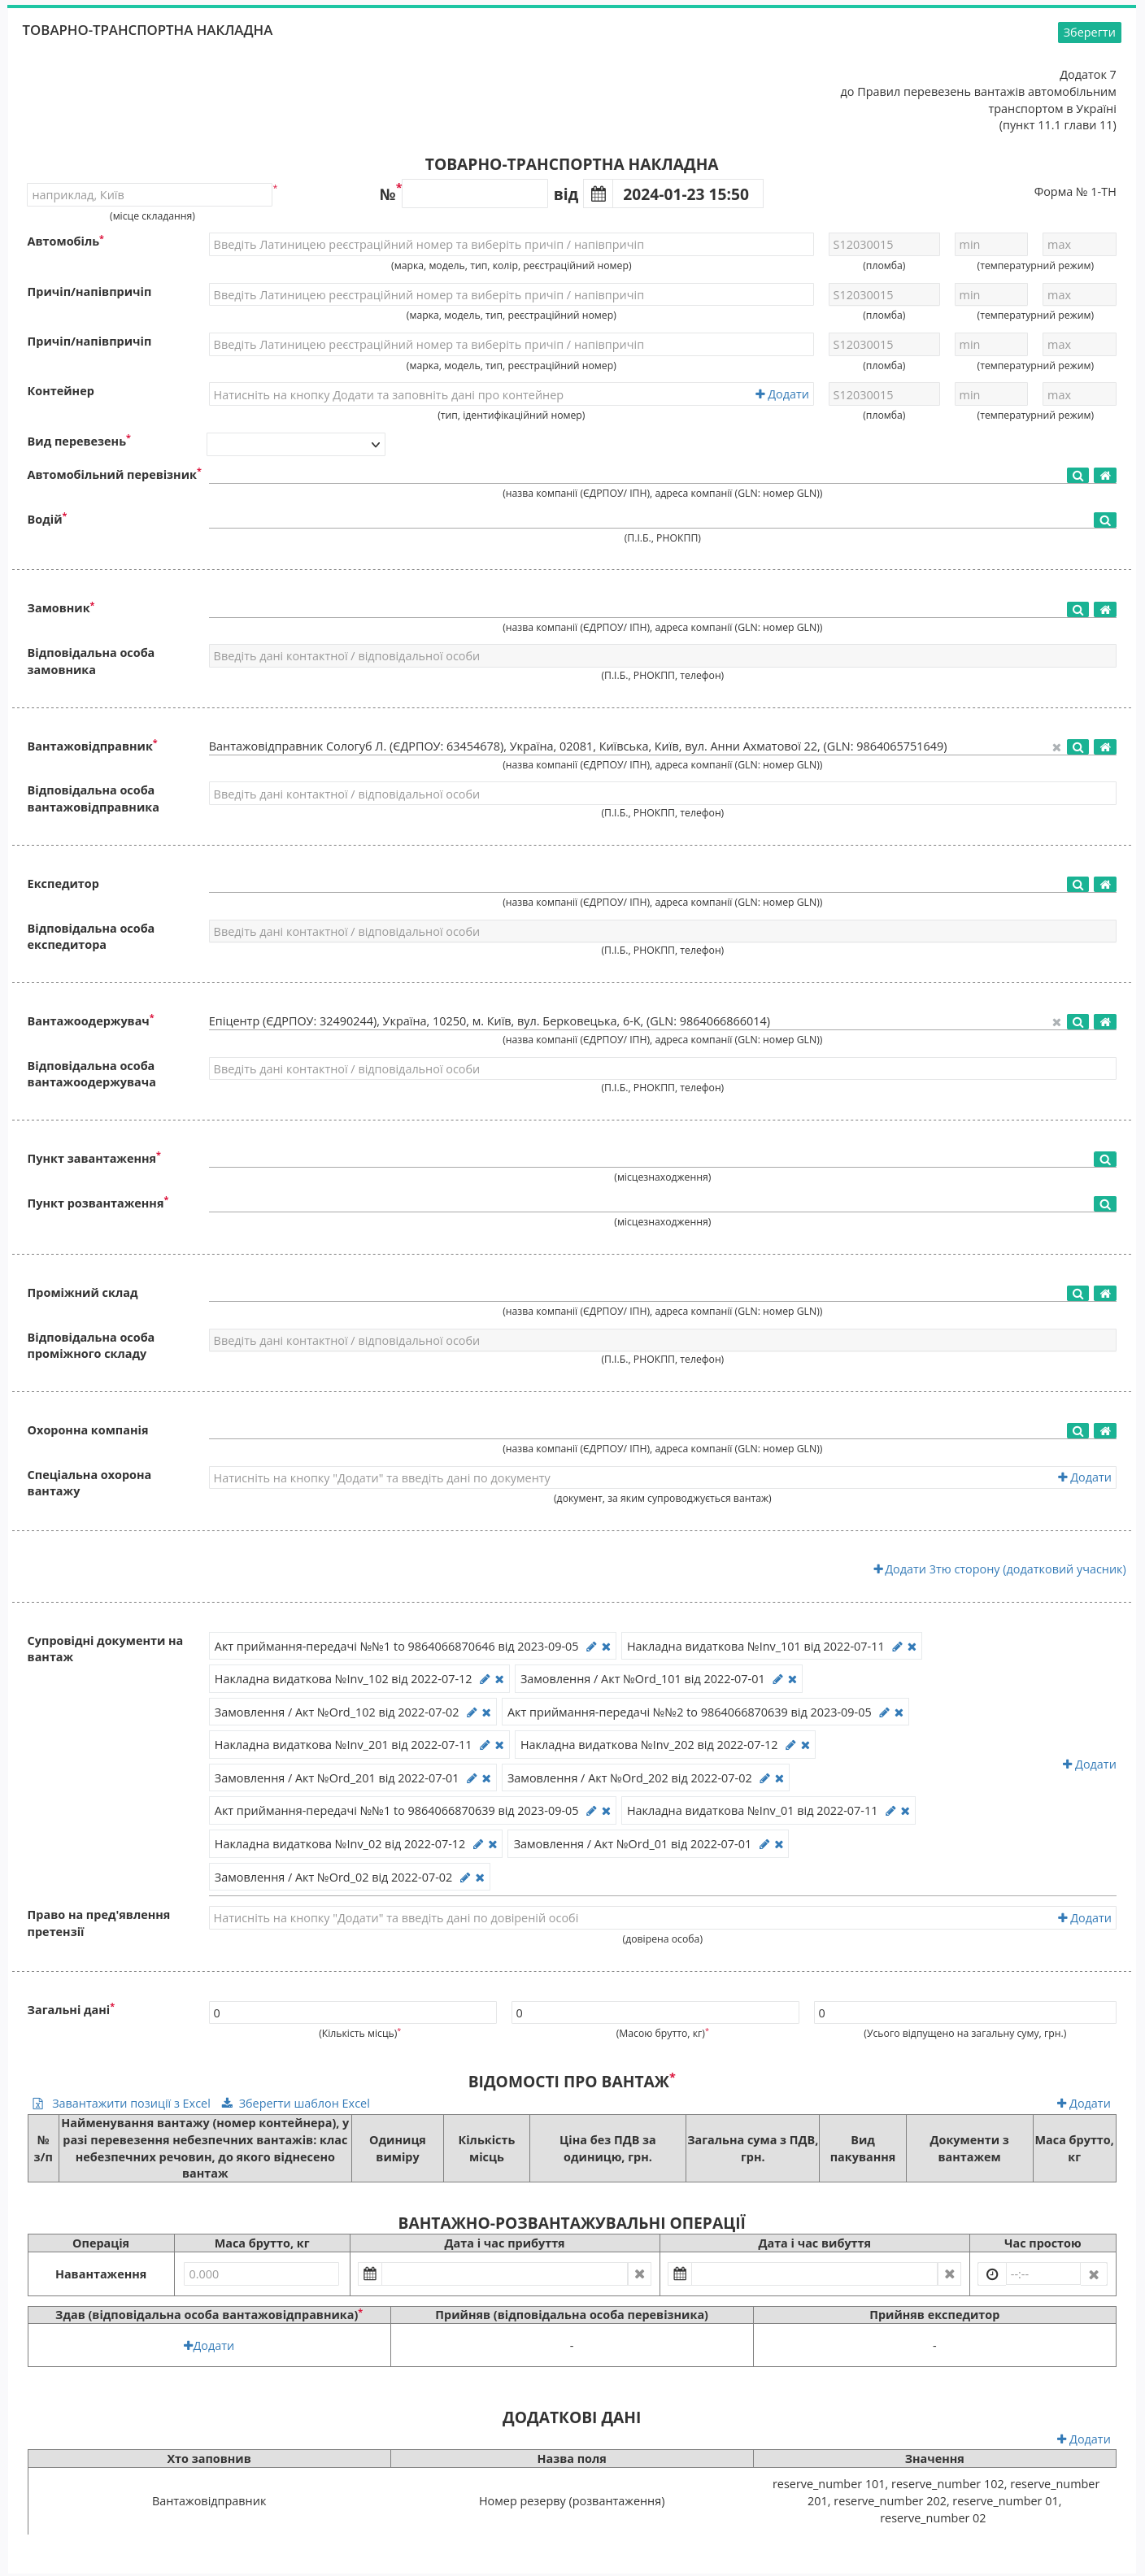 ТОВАРНО-ТРАНСПОРТНА НАКЛАДНА
Зберегти
Додаток 7
до Правил перевезень вантажів автомобільним
транспортом в Україні
(пункт 11.1 глави 11)
ТОВАРНО-ТРАНСПОРТНА НАКЛАДНА
наприклад, Київ *
(місце складання)
№* від 2024-01-23 15:50
Форма № 1-ТН
Автомобіль* Введіть Латиницею реєстраційний номер та виберіть причіп / напівпричіп S12030015 min max
(марка, модель, тип, колір, реєстраційний номер) (пломба) (температурний режим)
Причіп/напівпричіп Введіть Латиницею реєстраційний номер та виберіть причіп / напівпричіп S12030015 min max
(марка, модель, тип, реєстраційний номер) (пломба) (температурний режим)
Причіп/напівпричіп Введіть Латиницею реєстраційний номер та виберіть причіп / напівпричіп S12030015 min max
(марка, модель, тип, реєстраційний номер) (пломба) (температурний режим)
Контейнер Натисніть на кнопку Додати та заповніть дані про контейнер Додати S12030015 min max
(тип, ідентифікаційний номер) (пломба) (температурний режим)
Вид перевезень*
Автомобільний перевізник*
(назва компанії (ЄДРПОУ/ ІПН), адреса компанії (GLN: номер GLN))
Водій*
(П.І.Б., РНОКПП)
Замовник*
(назва компанії (ЄДРПОУ/ ІПН), адреса компанії (GLN: номер GLN))
Відповідальна особа
замовника
Введіть дані контактної / відповідальної особи
(П.І.Б., РНОКПП, телефон)
Вантажовідправник* Вантажовідправник Сологуб Л. (ЄДРПОУ: 63454678), Україна, 02081, Київська, Київ, вул. Анни Ахматової 22, (GLN: 9864065751649)
(назва компанії (ЄДРПОУ/ ІПН), адреса компанії (GLN: номер GLN))
Відповідальна особа
вантажовідправника
Введіть дані контактної / відповідальної особи
(П.І.Б., РНОКПП, телефон)
Експедитор
(назва компанії (ЄДРПОУ/ ІПН), адреса компанії (GLN: номер GLN))
Відповідальна особа
експедитора
Введіть дані контактної / відповідальної особи
(П.І.Б., РНОКПП, телефон)
Вантажоодержувач* Епіцентр (ЄДРПОУ: 32490244), Україна, 10250, м. Київ, вул. Берковецька, 6-К, (GLN: 9864066866014)
(назва компанії (ЄДРПОУ/ ІПН), адреса компанії (GLN: номер GLN))
Відповідальна особа
вантажоодержувача
Введіть дані контактної / відповідальної особи
(П.І.Б., РНОКПП, телефон)
Пункт завантаження*
(місцезнаходження)
Пункт розвантаження*
(місцезнаходження)
Проміжний склад
(назва компанії (ЄДРПОУ/ ІПН), адреса компанії (GLN: номер GLN))
Відповідальна особа
проміжного складу
Введіть дані контактної / відповідальної особи
(П.І.Б., РНОКПП, телефон)
Охоронна компанія
(назва компанії (ЄДРПОУ/ ІПН), адреса компанії (GLN: номер GLN))
Спеціальна охорона
вантажу
Натисніть на кнопку "Додати" та введіть дані по документу Додати
(документ, за яким супроводжується вантаж)
Додати 3тю сторону (додатковий учасник)
Супровідні документи на
вантаж
Акт приймання-передачі №№1 to 9864066870646 від 2023-09-05 Накладна видаткова №Inv_101 від 2022-07-11
Накладна видаткова №Inv_102 від 2022-07-12 Замовлення / Акт №Ord_101 від 2022-07-01
Замовлення / Акт №Ord_102 від 2022-07-02 Акт приймання-передачі №№2 to 9864066870639 від 2023-09-05
Накладна видаткова №Inv_201 від 2022-07-11 Накладна видаткова №Inv_202 від 2022-07-12
Додати
Замовлення / Акт №Ord_201 від 2022-07-01 Замовлення / Акт №Ord_202 від 2022-07-02
Акт приймання-передачі №№1 to 9864066870639 від 2023-09-05 Накладна видаткова №Inv_01 від 2022-07-11
Накладна видаткова №Inv_02 від 2022-07-12 Замовлення / Акт №Ord_01 від 2022-07-01
Замовлення / Акт №Ord_02 від 2022-07-02
Право на пред'явлення
претензії
Натисніть на кнопку "Додати" та введіть дані по довіреній особі Додати
(довірена особа)
Загальні дані* 0 0 0
(Кількість місць)* (Масою брутто, кг)* (Усього відпущено на загальну суму, грн.)
ВІДОМОСТІ ПРО ВАНТАЖ*
Завантажити позиції з Excel Зберегти шаблон Excel Додати
№
з/п
Найменування вантажу (номер контейнера), у
разі перевезення небезпечних вантажів: клас
небезпечних речовин, до якого віднесено
вантаж
Одиниця
виміру
Кількість
місць
Ціна без ПДВ за
одиницю, грн.
Загальна сума з ПДВ,
грн.
Вид
пакування
Документи з
вантажем
Маса брутто,
кг
ВАНТАЖНО-РОЗВАНТАЖУВАЛЬНІ ОПЕРАЦІЇ
Операція Маса брутто, кг Дата і час прибуття Дата і час вибуття Час простою
Навантаження 0.000 --:--
Здав (відповідальна особа вантажовідправника)* Прийняв (відповідальна особа перевізника) Прийняв експедитор
Додати - -
ДОДАТКОВІ ДАНІ
Додати
Хто заповнив Назва поля Значення
Вантажовідправник Номер резерву (розвантаження)
reserve_number 101, reserve_number 102, reserve_number
201, reserve_number 202, reserve_number 01,
reserve_number 02